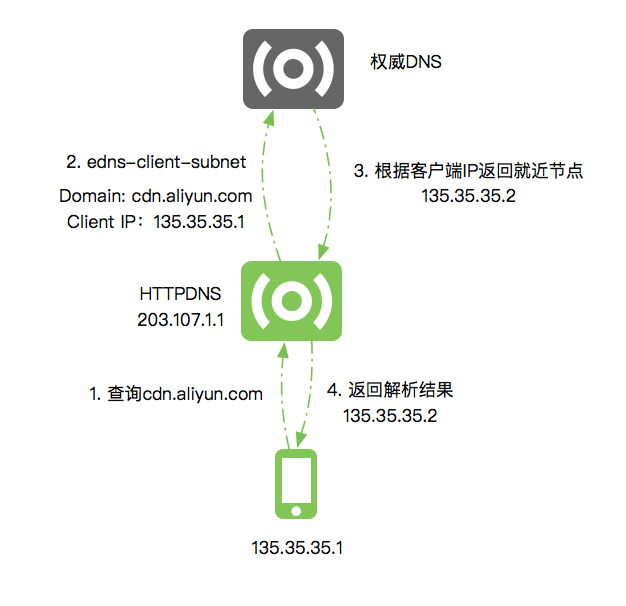 权威DNS
2. edns-client-subnet
Domain: cdn.aliyun.com
Client IP：135.35.35.1
3. 根据客户端IP返回就近节点
135.35.35.2
HTTPDNS
203.107.1.1
1. 查询cdn.aliyun.com
4. 返回解析结果
135.35.35.2
135.35.35.1